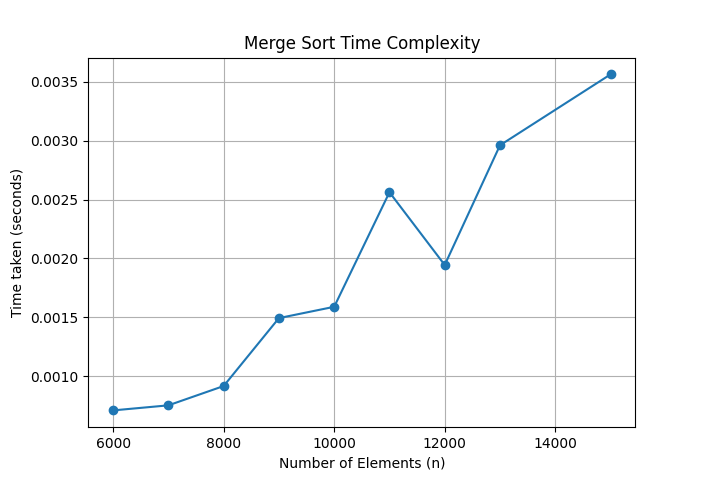 Merge Sort Time Complexity
0.0035
0.0030
0.0025
0.0020
0.0015
0.0010
Time taken (seconds)
6000 8000 10000 12000 14000
Number of Elements (n)